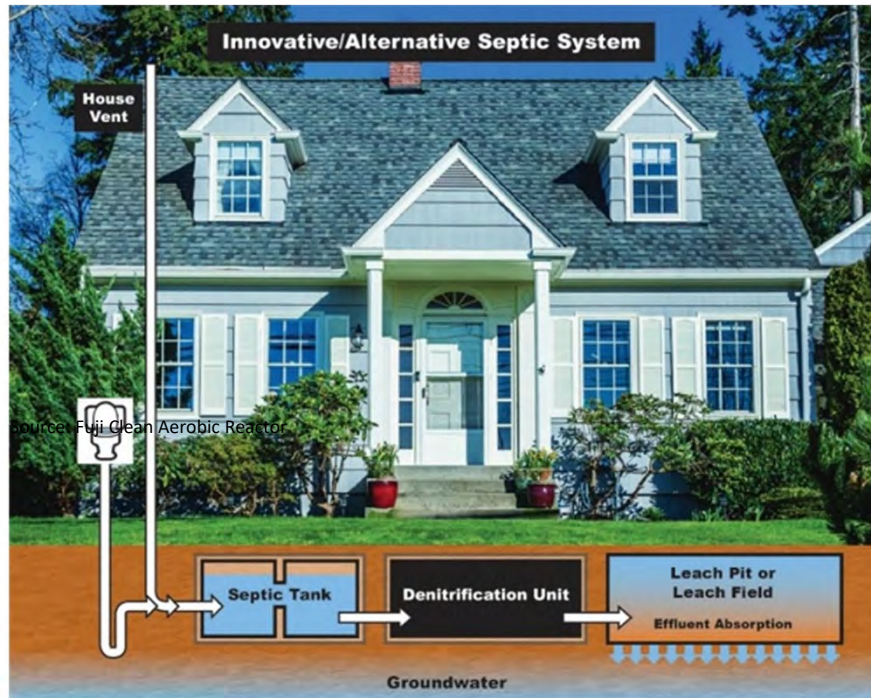 Innovative/Alternative Septic System
House
Vent
Source: Fuji Clean Aerobic Reactor
Septic Tank
Denitrification Unit
Leach Pit or
Leach Field
Effluent Absorption
Groundwater